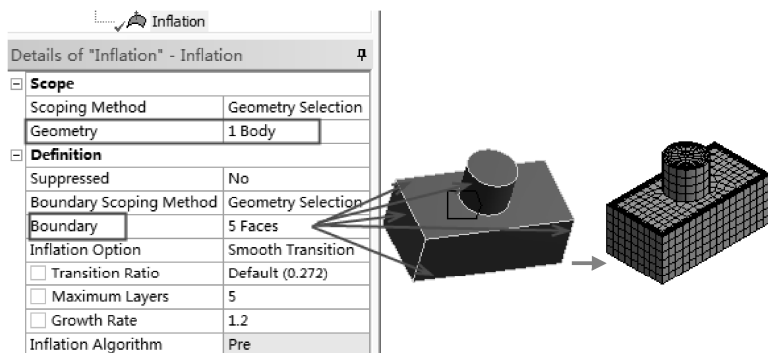 Inflation
Details of "Inflation" - Inflation
Scope
Scoping Method Geometry Selection
Geometry 1 Body
Definition
Suppressed No
Boundary Scoping Method Geometry Selection
Boundary 5 Faces
Inflation Option Smooth Transition
Transition Ratio Default (0.272)
Maximum Layers 5
Growth Rate 1.2
Inflation Algorithm Pre